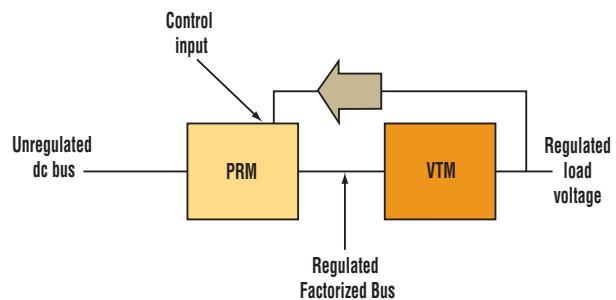 Control
input
Unregulated
dc bus
PRM
VTM
Regulated
load
voltage
Regulated
Factorized Bus